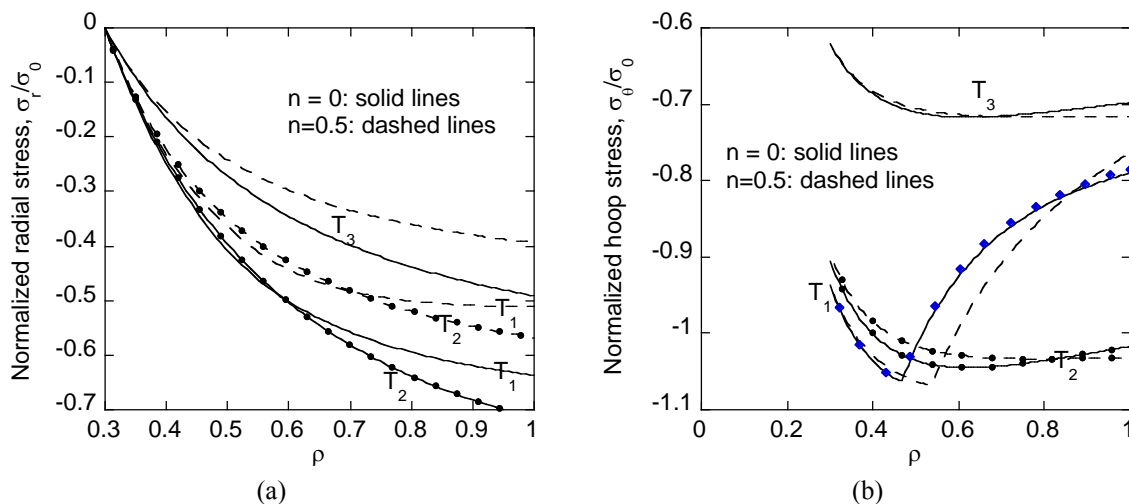 0
-0.1
-0.2
-0.3
-0.4
-0.5
-0.6
-0.7
0.3 0.4 0.5 0.6 0.7 0.8 0.9 1
Normalized radial stress, σr/σ0
ρ
n = 0: solid lines
n=0.5: dashed lines
T3
T1
T2
T1
T2
(a)
-0.6
-0.7
-0.8
-0.9
-1
-1.1
0 0.2 0.4 0.6 0.8 1
Normalized hoop stress, σθ/σ0
ρ
T3
n = 0: solid lines
n=0.5: dashed lines
T1
T2
(b)